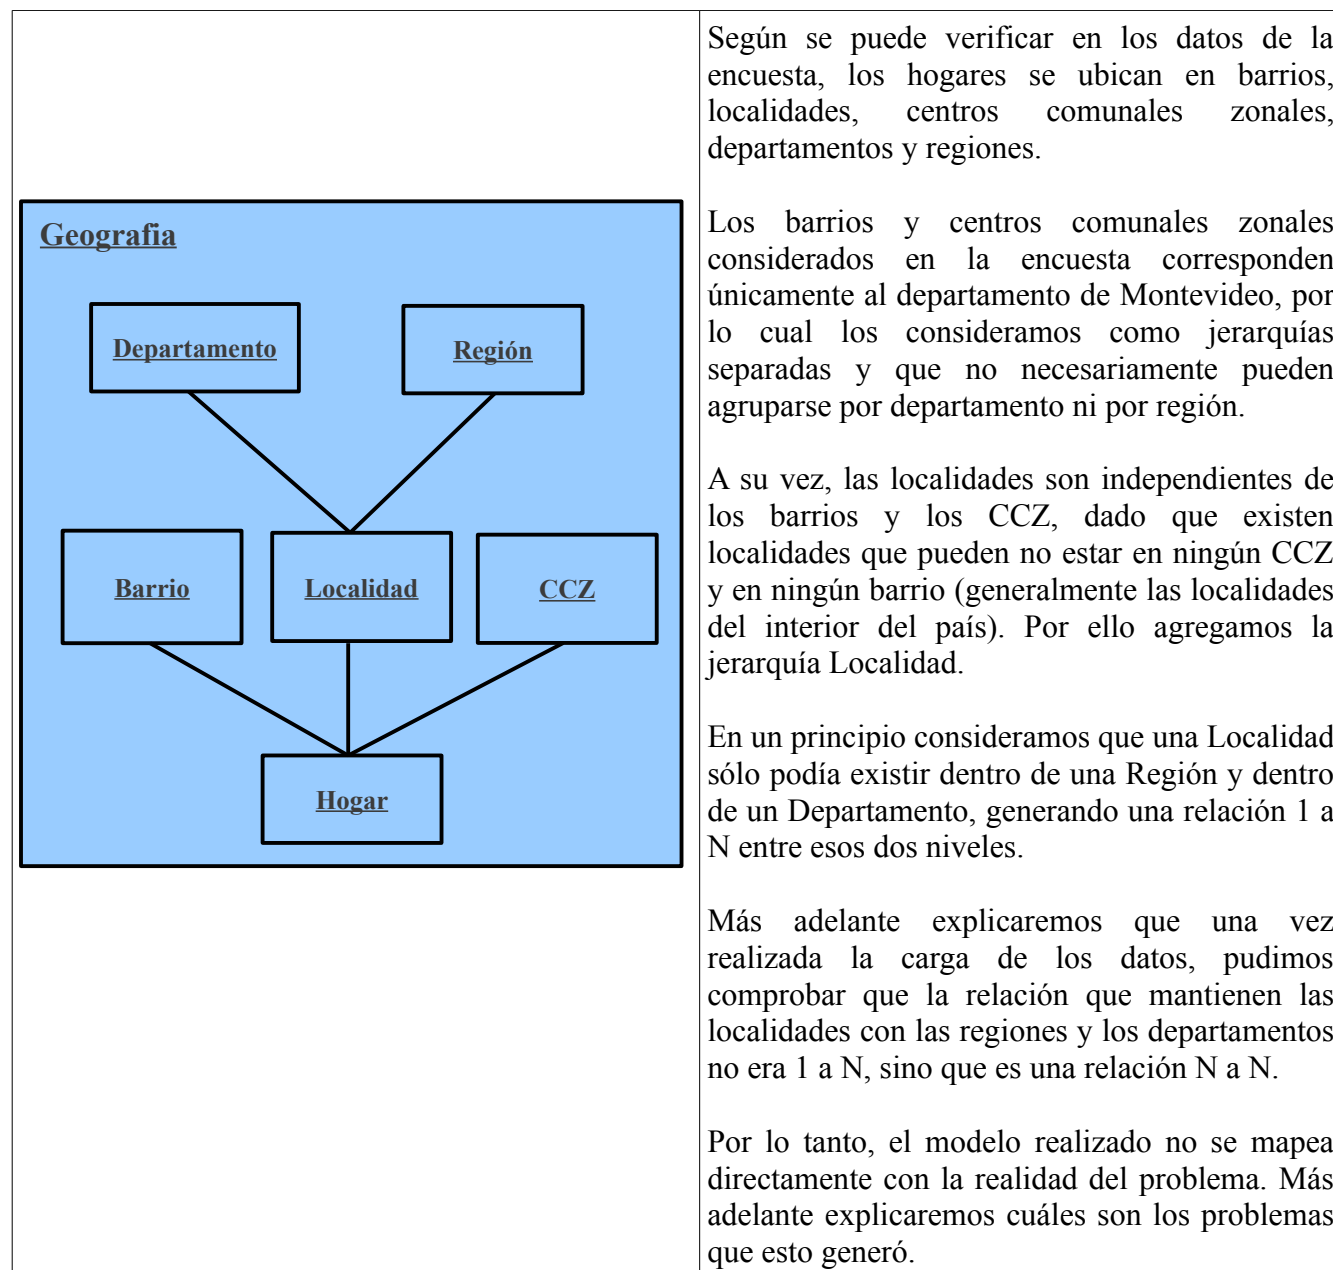 Geografia
Departamento
Región
Barrio
Localidad
CCZ
Hogar
Según se puede verificar en los datos de la
encuesta, los hogares se ubican en barrios,
localidades, centros comunales zonales,
departamentos y regiones.
Los barrios y centros comunales zonales
considerados en la encuesta corresponden
únicamente al departamento de Montevideo, por
lo cual los consideramos como jerarquías
separadas y que no necesariamente pueden
agruparse por departamento ni por región.
A su vez, las localidades son independientes de
los barrios y los CCZ, dado que existen
localidades que pueden no estar en ningún CCZ
y en ningún barrio (generalmente las localidades
del interior del país). Por ello agregamos la
jerarquía Localidad.
En un principio consideramos que una Localidad
sólo podía existir dentro de una Región y dentro
de un Departamento, generando una relación 1 a
N entre esos dos niveles.
Más adelante explicaremos que una vez
realizada la carga de los datos, pudimos
comprobar que la relación que mantienen las
localidades con las regiones y los departamentos
no era 1 a N, sino que es una relación N a N.
Por lo tanto, el modelo realizado no se mapea
directamente con la realidad del problema. Más
adelante explicaremos cuáles son los problemas
que esto generó.